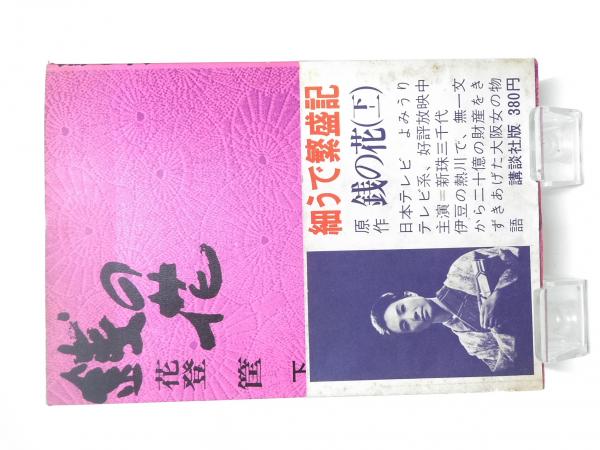 銭の花
花登
筐
下
細うで繁盛記
原作 銭の花(下)
日本テレビ よみうり
テレビ系、好評放映中
主演=新珠三千代
伊豆の熱川で、無一文
から二十億の財産をき
ずきあげた大阪女の物
語 講談社版 380円